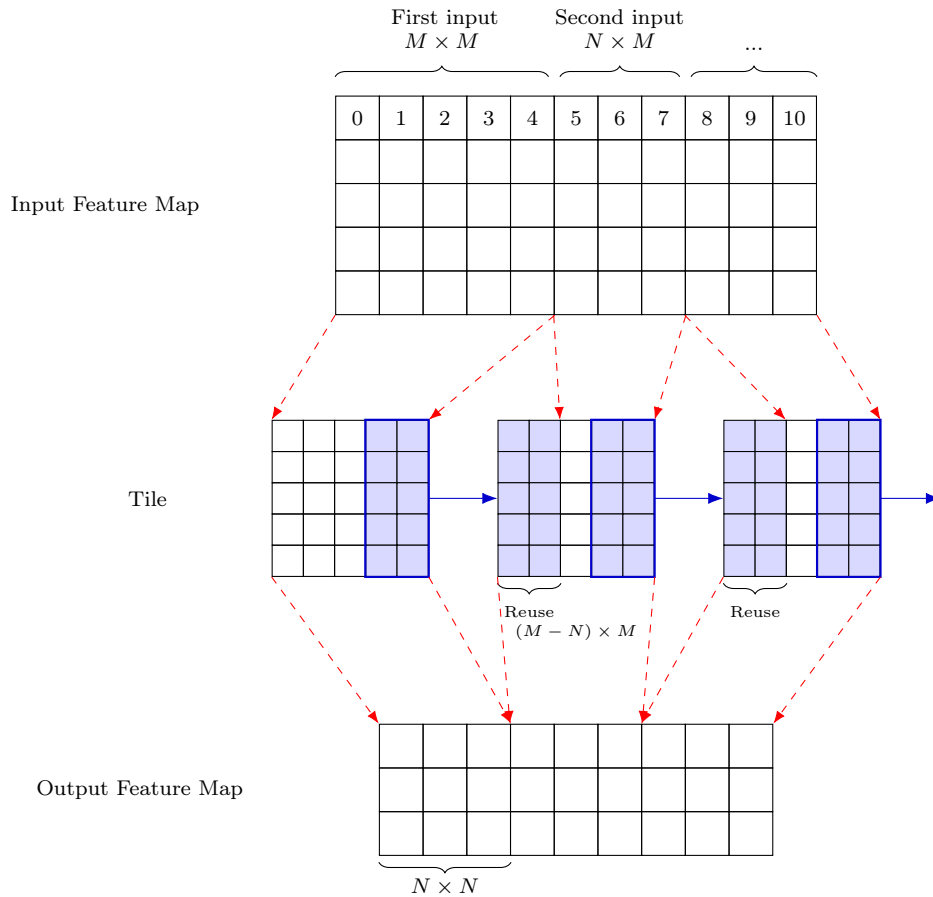 First input
M × M
Second input
N × M
...
0 1 2 3 4 5 6 7 8 9 10
Input Feature Map
Tile
Reuse
(M − N) × M
Reuse
Output Feature Map
N × N